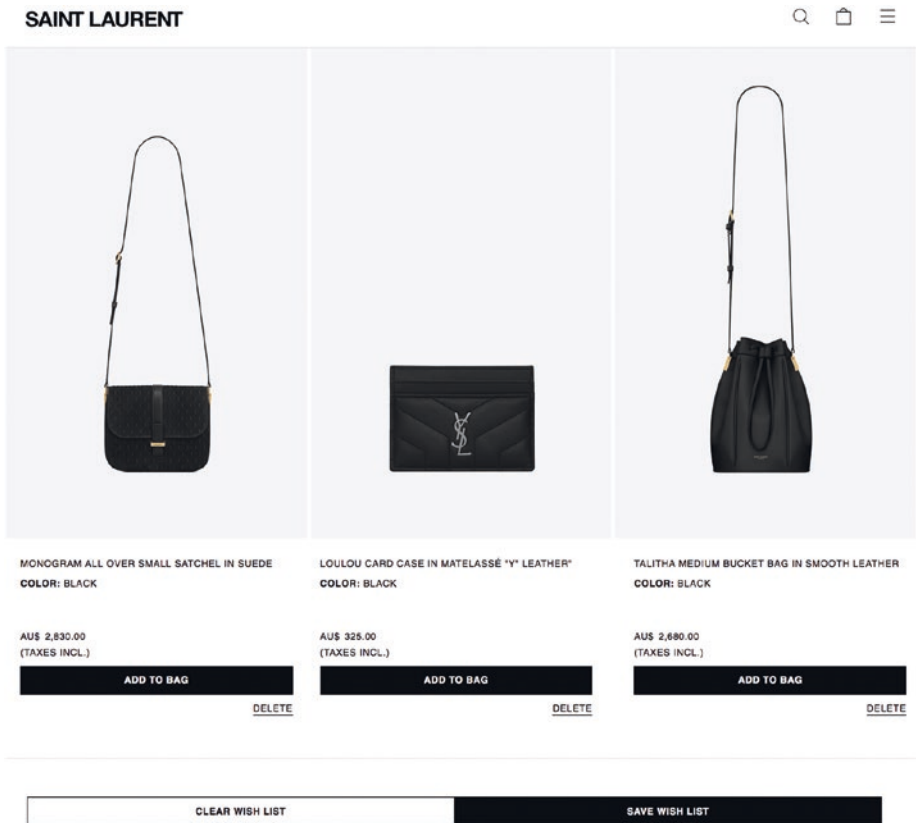 SAINT LAURENT
MONOGRAM ALL OVER SMALL SATCHEL IN SUEDE
COLOR: BLACK
AU$ 2,830.00
(TAXES INCL.)
ADD TO BAG
DELETE
LOULOU CARD CASE IN MATELASSÉ "Y" LEATHER"
COLOR: BLACK
AU$ 325.00
(TAXES INCL.)
ADD TO BAG
DELETE
TALITHA MEDIUM BUCKET BAG IN SMOOTH LEATHER
COLOR: BLACK
AU$ 2,680.00
(TAXES INCL.)
ADD TO BAG
DELETE
CLEAR WISH LIST
SAVE WISH LIST